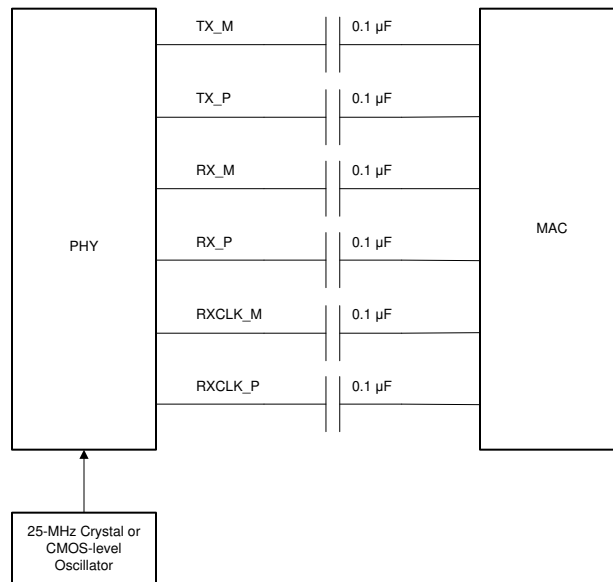 TX_M
0.1 µF
TX_P
0.1 µF
RX_M
0.1 µF
PHY
MAC
RX_P
0.1 µF
RXCLK_M
0.1 µF
RXCLK_P
0.1 µF
25-MHz Crystal or
CMOS-level
Oscillator